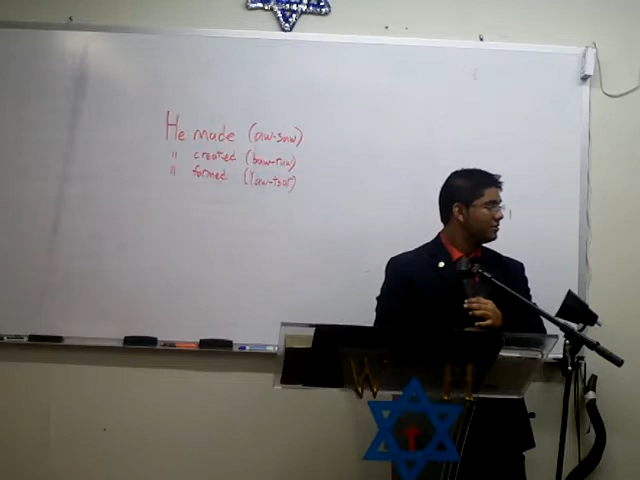 He made (aw-saw)
" created (baw-raw)
" formed (Yaw-tsar)
W H